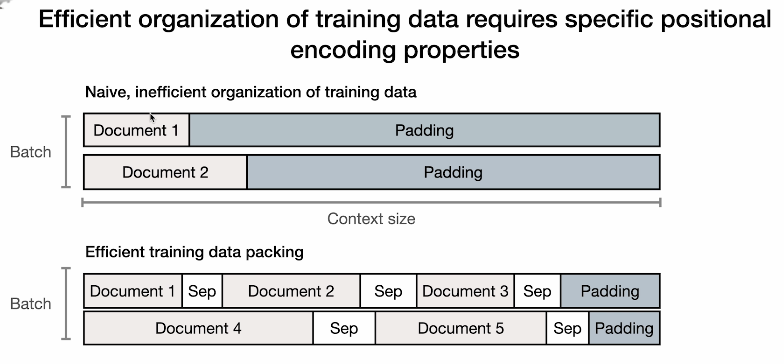 Efficient organization of training data requires specific positional
encoding properties
Naive, inefficient organization of training data
Batch
Document 1
Padding
Document 2
Padding
Context size
Efficient training data packing
Batch
Document 1
Sep
Document 2
Sep
Document 3
Sep
Padding
Document 4
Sep
Document 5
Sep
Padding